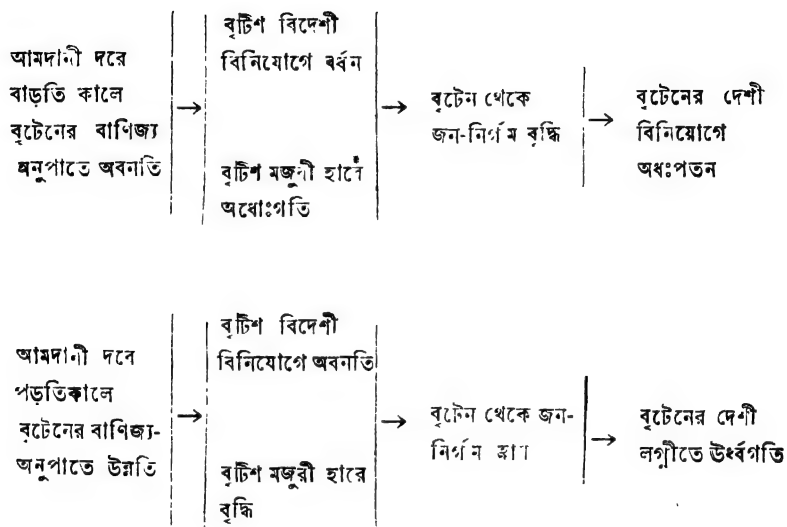 আমদানী দরে
বাড়তি কালে
বৃটেনের বাণিজ্য
অনুপাতে অবনতি
বৃটিশ বিদেশী
বিনিযোগে বর্ধন
বৃটিশ মজুরী হারে
অধোঃগতি
বৃটেন থেকে
জন-নির্গম বৃদ্ধি
বৃটেনের দেশী
বিনিয়োগে
অধঃপতন
আমদানী দরে
পড়তিকালে
বৃটেনের বাণিজ্য-
অনুপাতে উন্নতি
বৃটিশ বিদেশী
বিনিযোগে অবনতি
বৃটিশ মজুরী হারে
বৃদ্ধি
বৃটেন থেকে জন-
নির্গম হ্রাস
বৃটেনের দেশী
লগ্নীতে ঊর্ধ্বগতি